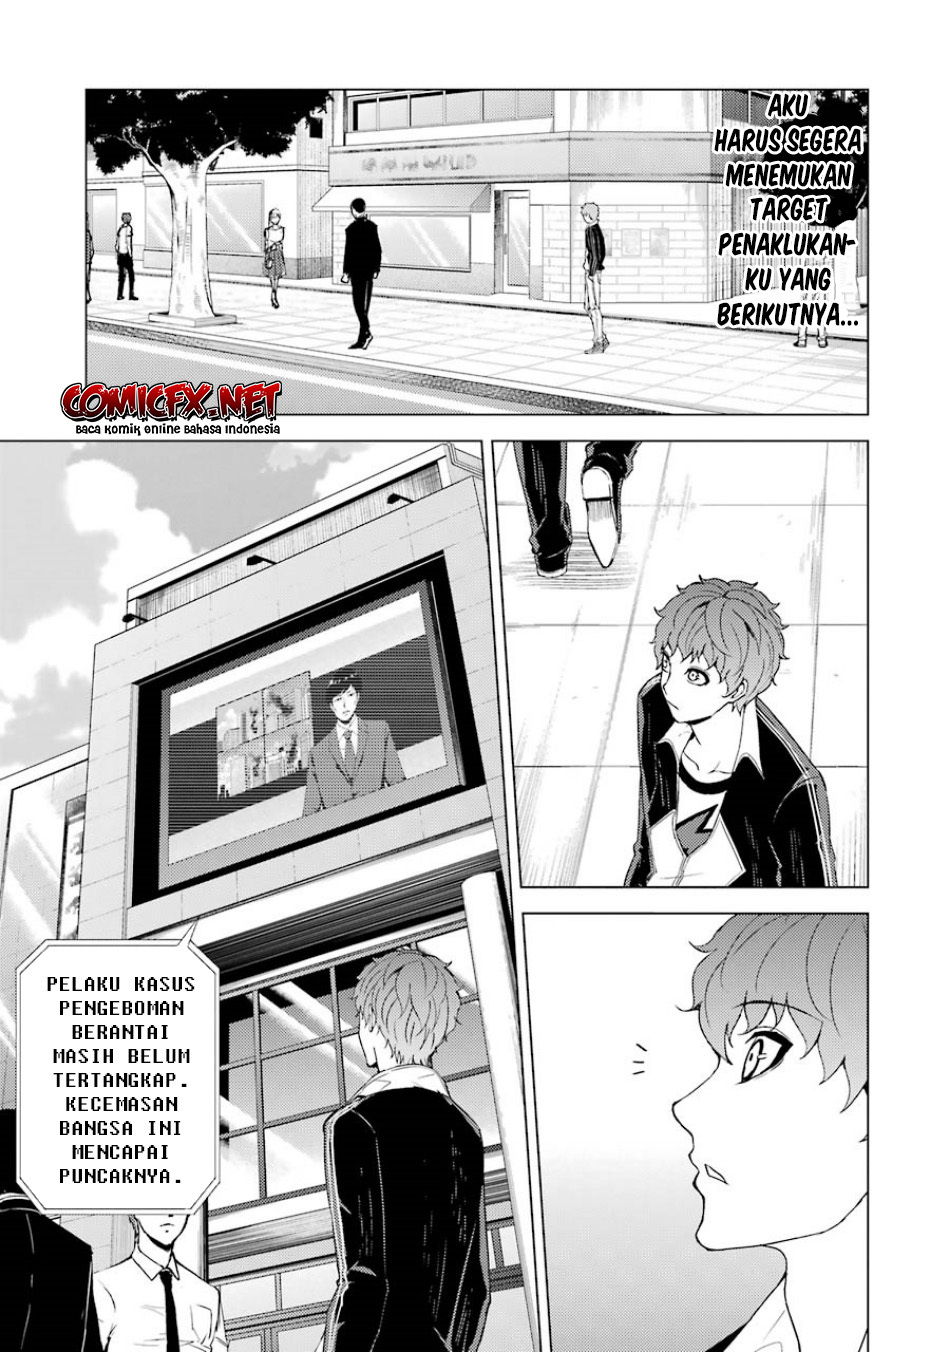 AKU
HARUS SEGERA
MENEMUKAN
TARGET
PENAKLUKAN-
KU YANG
BERIKUTNYA...
COMICFX.NET
Baca Komik Online Bahasa Indonesia
PELAKU KASUS
PENGEBOMAN
BERANTAI
MASIH BELUM
TERTANGKAP.
KECEMASAN
BANGSA INI
MENCAPAI
PUNCAKNYA.